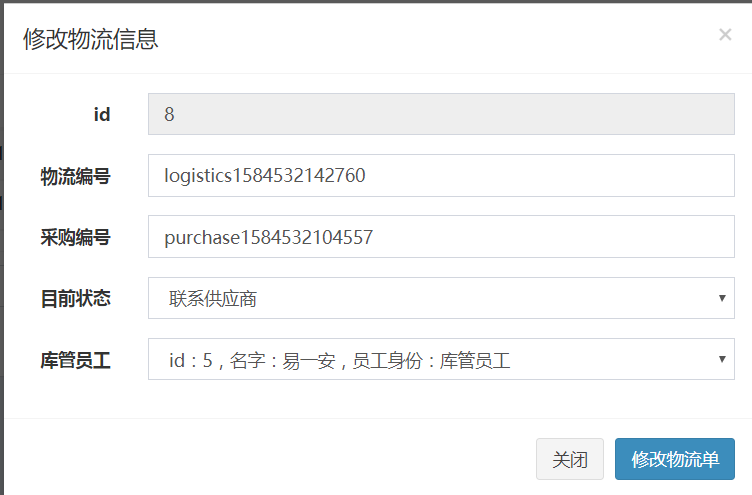 修改物流信息 ×
id 8
物流编号 logistics1584532142760
采购编号 purchase1584532104557
目前状态 联系供应商
库管员工 id：5，名字：易一安，员工身份：库管员工
关闭 修改物流单